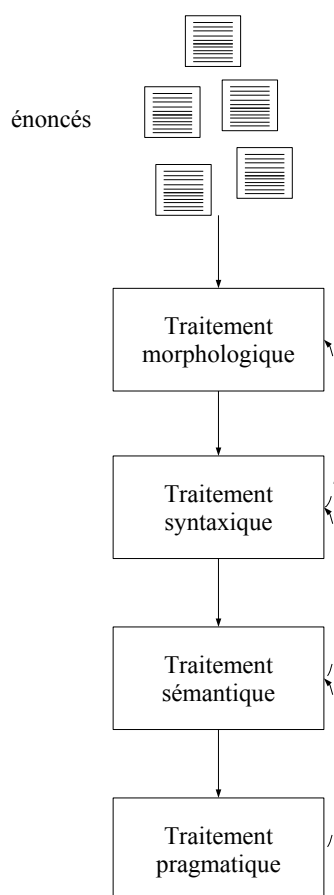 énoncés
Traitement
morphologique
Traitement
syntaxique
Traitement
sémantique
Traitement
pragmatique